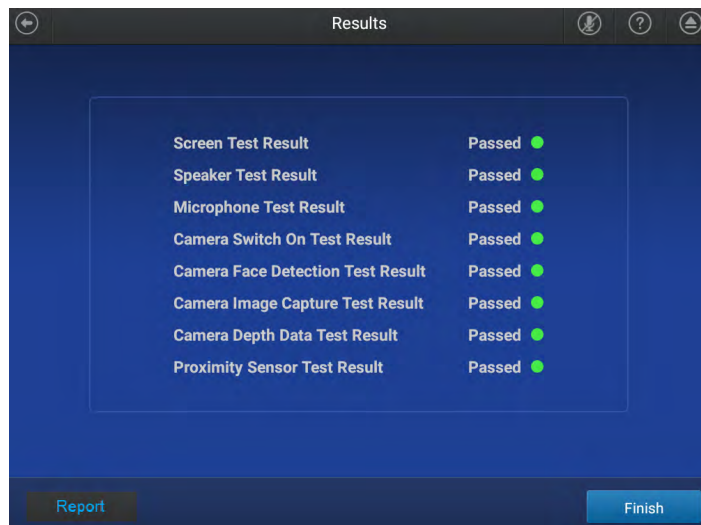 Results
?
Screen Test Result Passed
Speaker Test Result Passed
Microphone Test Result Passed
Camera Switch On Test Result Passed
Camera Face Detection Test Result Passed
Camera Image Capture Test Result Passed
Camera Depth Data Test Result Passed
Proximity Sensor Test Result Passed
Report Finish